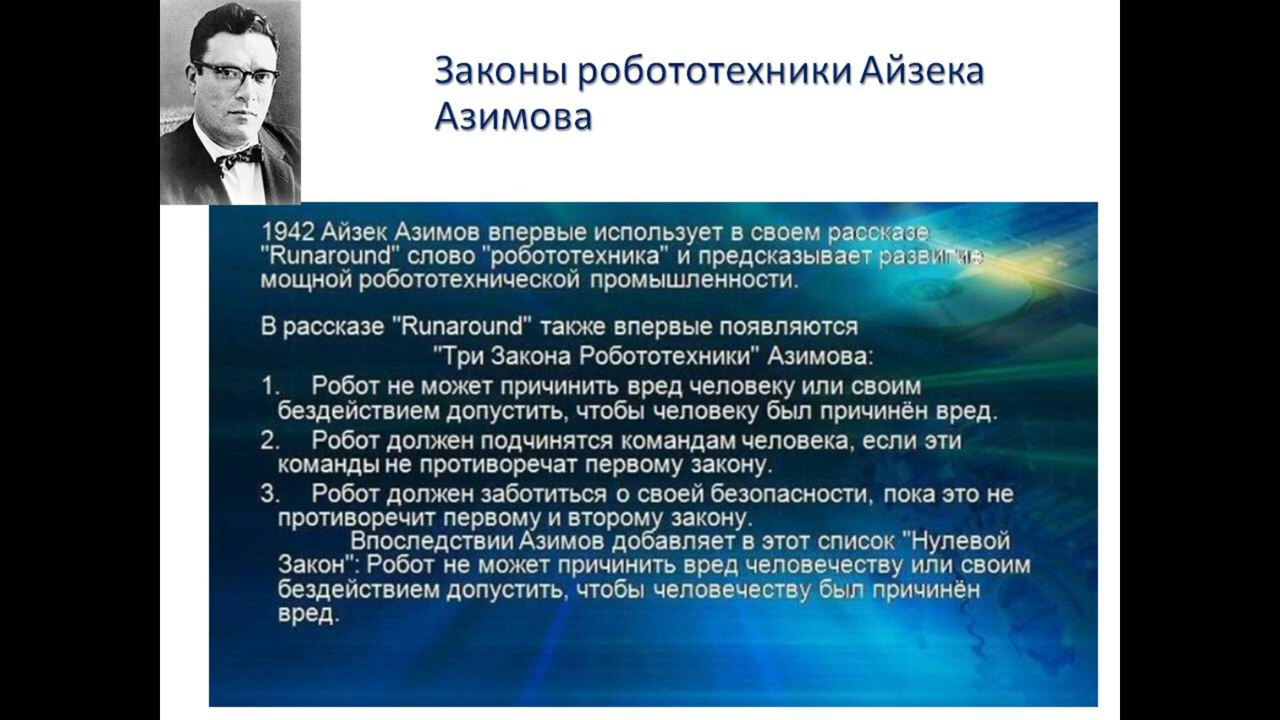 Законы робототехники Айзека
Азимова
1942 Айзек Азимов впервые использует в своем рассказе
"Runaround" слово "робототехника" и предсказывает развитие
мощной робототехнической промышленности.
В рассказе "Runaround" также впервые появляются
"Три Закона Робототехники" Азимова:
1. Робот не может причинить вред человеку или своим
бездействием допустить, чтобы человеку был причинён вред.
2. Робот должен подчинятся командам человека, если эти
команды не противоречат первому закону.
3. Робот должен заботиться о своей безопасности, пока это не
противоречит первому и второму закону.
Впоследствии Азимов добавляет в этот список "Нулевой
Закон": Робот не может причинить вред человечеству или своим
бездействием допустить, чтобы человечеству был причинён
вред.